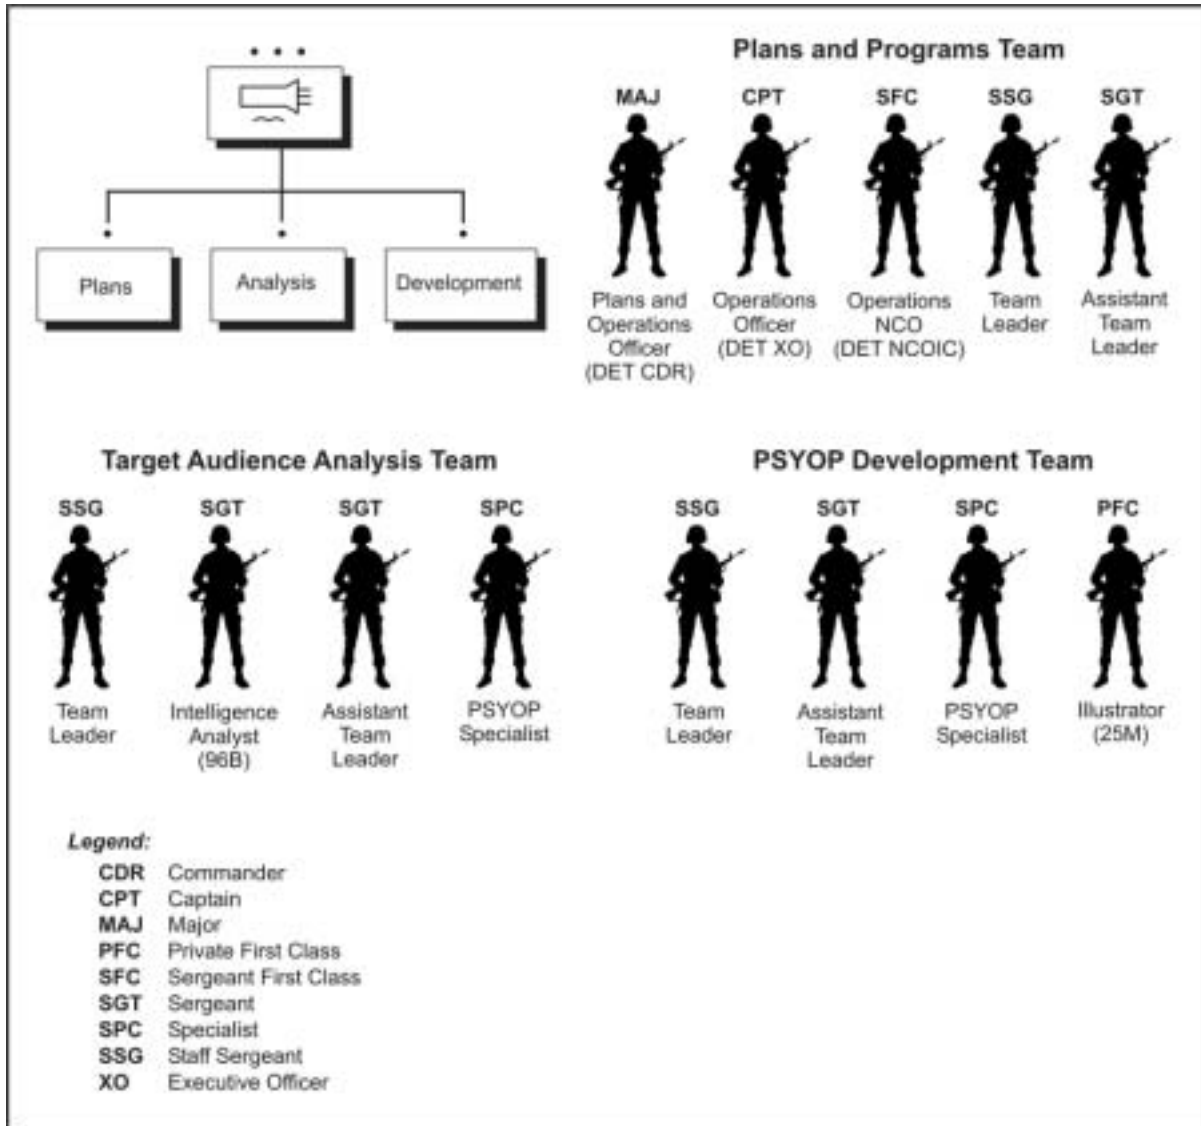 Plans
Analysis
Development
Plans and Programs Team
MAJ CPT SFC SSG SGT
Plans and Operations Team Assistant
Operations Officer
Operations NCO
Leader
Team
Officer (DET XO) (DET NCOIC) Leader
(DET CDR)
Target Audience Analysis Team
SSG SGT SGT SPC
Team Intelligence Assistant PSYOP
Leader Analyst Team Specialist
(96B) Leader
PSYOP Development Team
SSG SGT SPC PFC
Team Assistant PSYOP Illustrator
Leader Team Specialist (25M)
Leader
Legend:
CDR Commander
CPT Captain
MAJ Major
PFC Private First Class
SFC Sergeant First Class
SGT Sergeant
SPC Specialist
SSG Staff Sergeant
XO Executive Officer